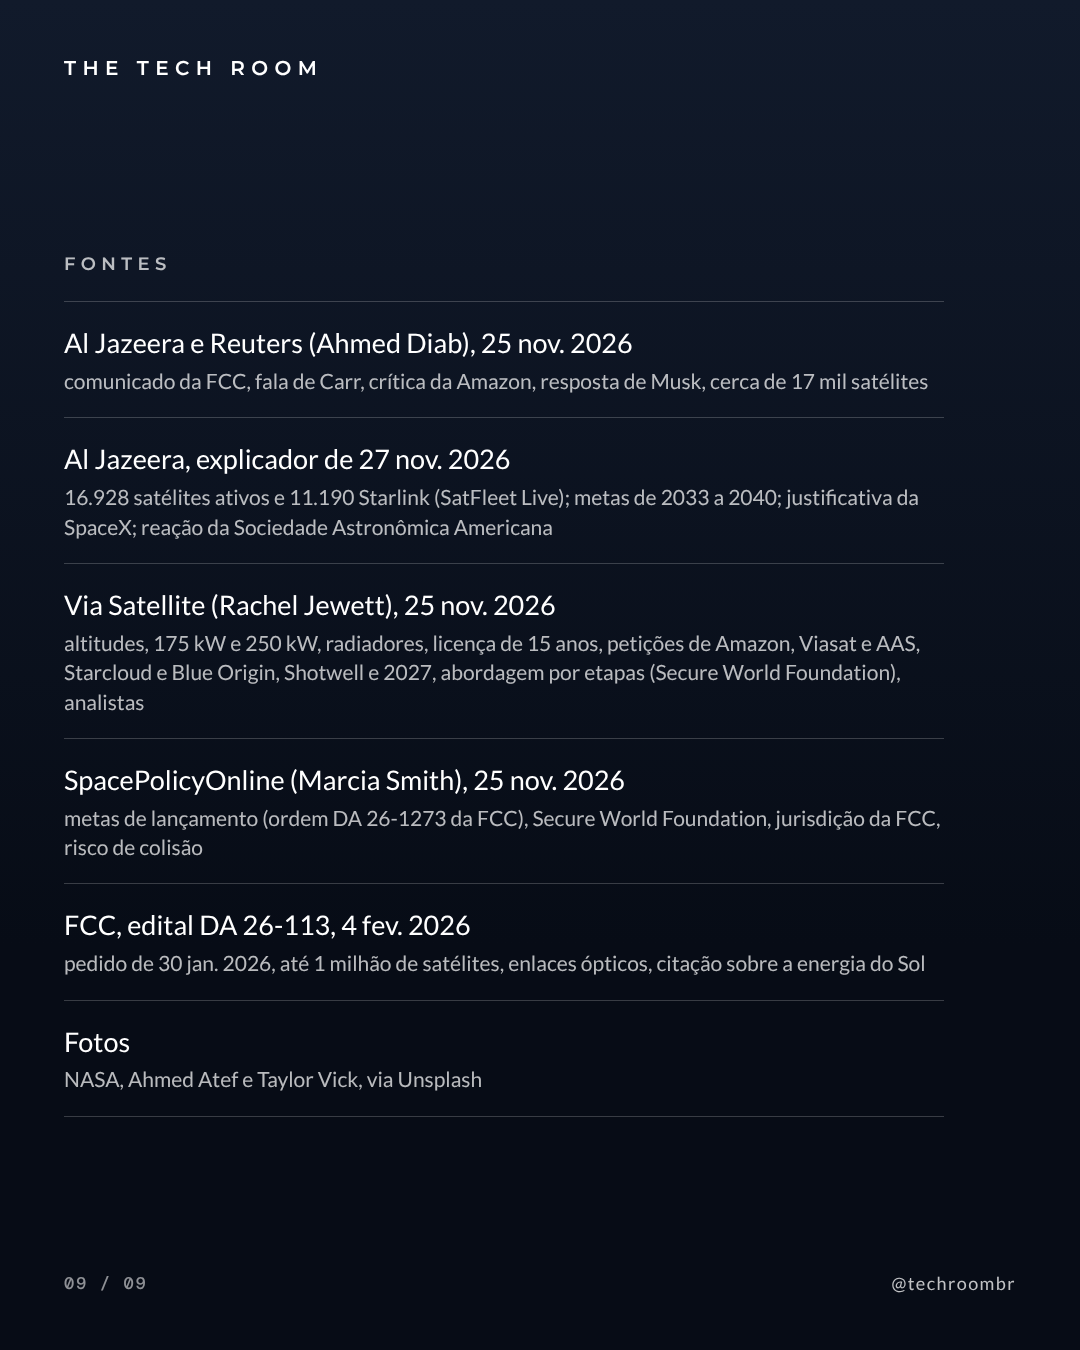 THE TECH ROOM
FONTES
Al Jazeera e Reuters (Ahmed Diab), 25 nov. 2026
comunicado da FCC, fala de Carr, crítica da Amazon, resposta de Musk, cerca de 17 mil satélites
Al Jazeera, explicador de 27 nov. 2026
16.928 satélites ativos e 11.190 Starlink (SatFleet Live); metas de 2033 a 2040; justificativa da
SpaceX; reação da Sociedade Astronômica Americana
Via Satellite (Rachel Jewett), 25 nov. 2026
altitudes, 175 kW e 250 kW, radiadores, licença de 15 anos, petições de Amazon, Viasat e AAS,
Starcloud e Blue Origin, Shotwell e 2027, abordagem por etapas (Secure World Foundation),
analistas
SpacePolicyOnline (Marcia Smith), 25 nov. 2026
metas de lançamento (ordem DA 26-1273 da FCC), Secure World Foundation, jurisdição da FCC,
risco de colisão
FCC, edital DA 26-113, 4 fev. 2026
pedido de 30 jan. 2026, até 1 milhão de satélites, enlaces ópticos, citação sobre a energia do Sol
Fotos
NASA, Ahmed Atef e Taylor Vick, via Unsplash
09 / 09
@techroombr